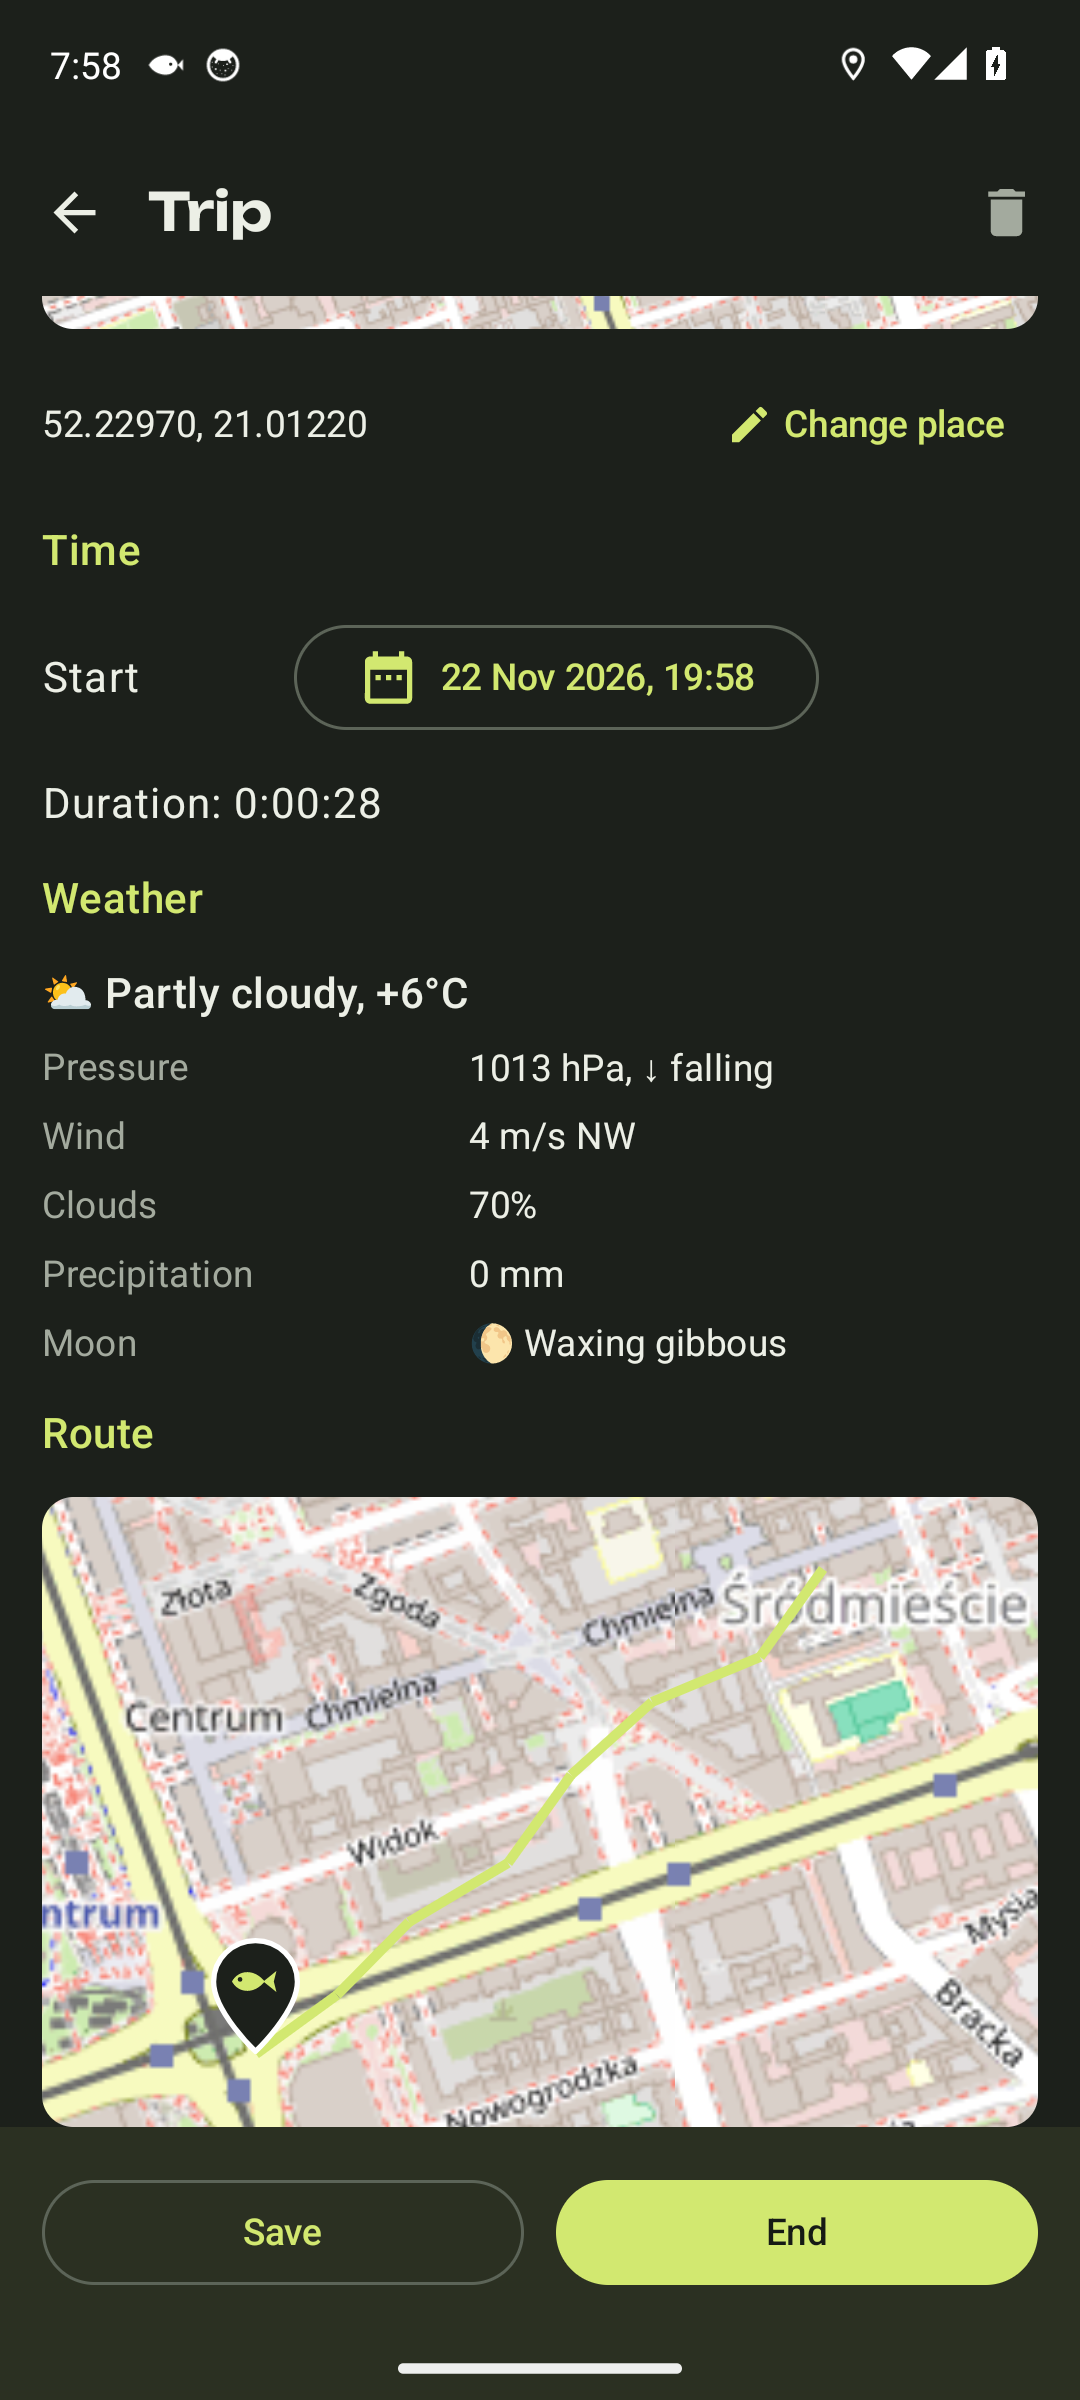 7:58
Trip
52.22970, 21.01220
Change place
Time
Start
22 Nov 2026, 19:58
Duration: 0:00:28
Weather
Partly cloudy, +6°C
Pressure
1013 hPa, ↓ falling
Wind
4 m/s NW
Clouds
70%
Precipitation
0 mm
Moon
Waxing gibbous
Route
Złota
Zgoda
Chmielna
Śródmieście
Centrum
Chmielna
Widok
ntrum
Mysia
Bracka
Nowogrodzka
Save
End